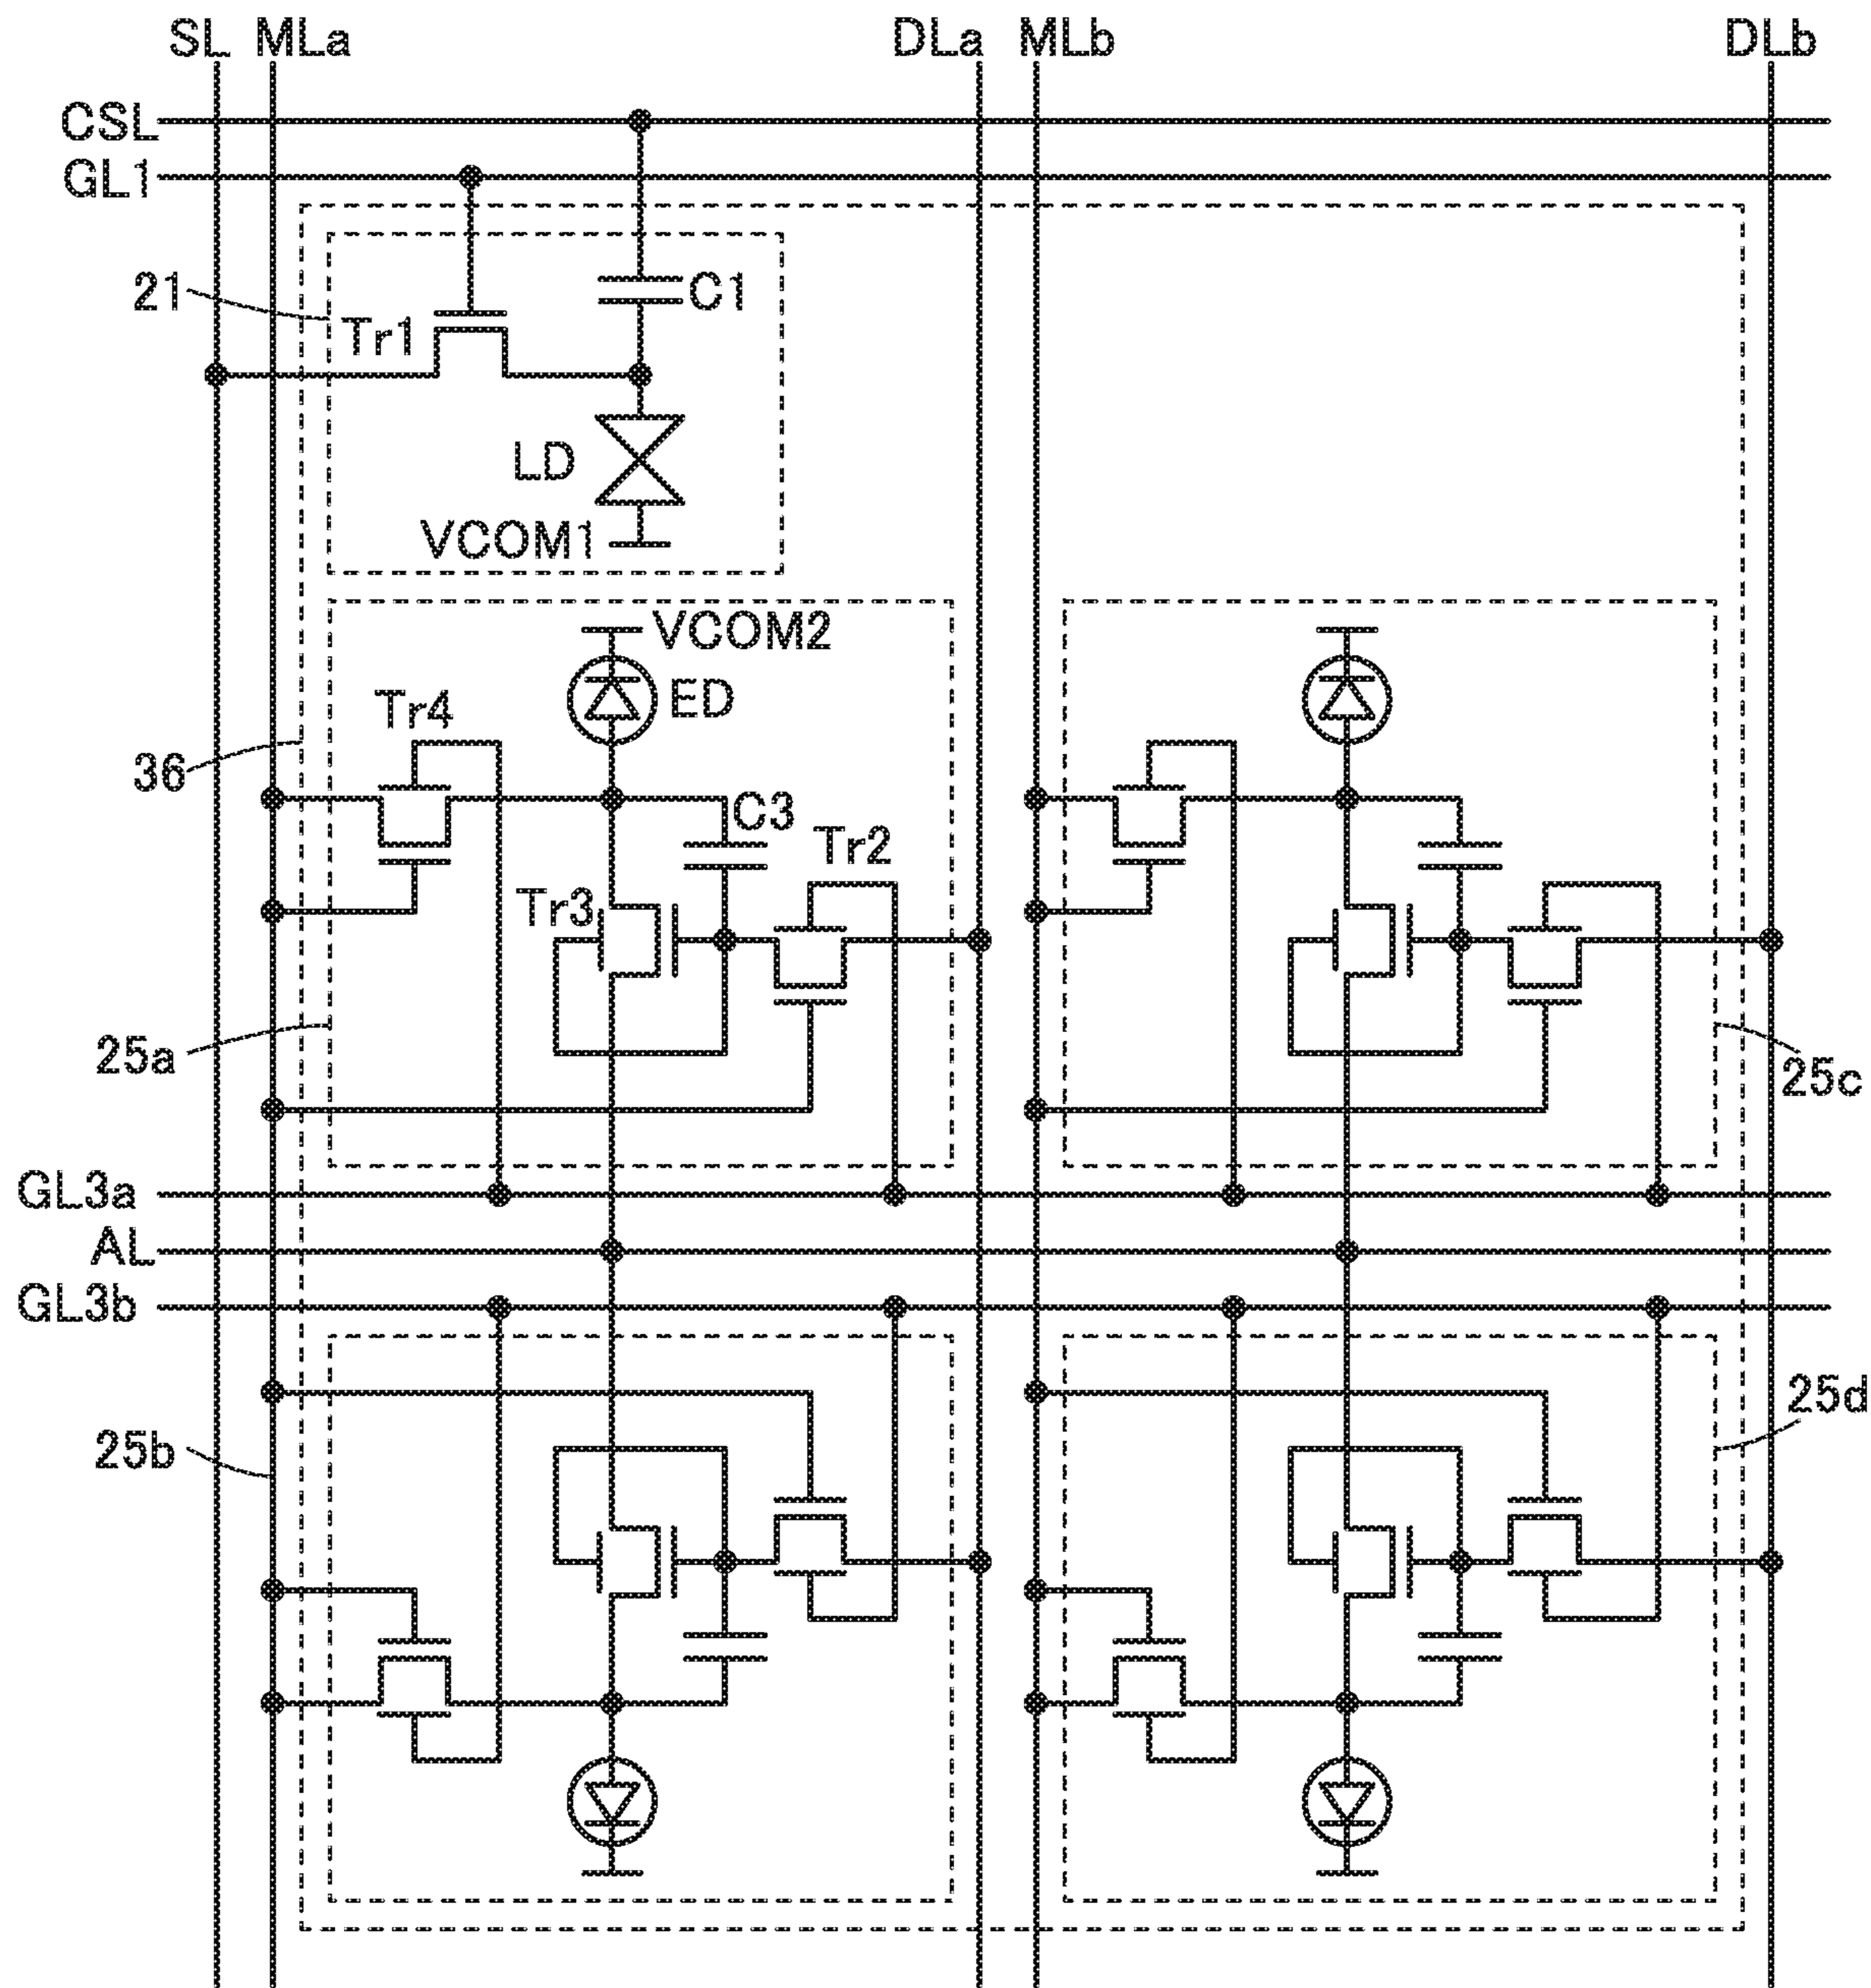 SL MLa DLa MLb DLb
CSL
GL1
21
C1
Tr1
LD
VCOM1
VCOM2
ED
Tr4
36
C3
Tr2
Tr3
25a
25c
GL3a
AL
GL3b
25d
25b